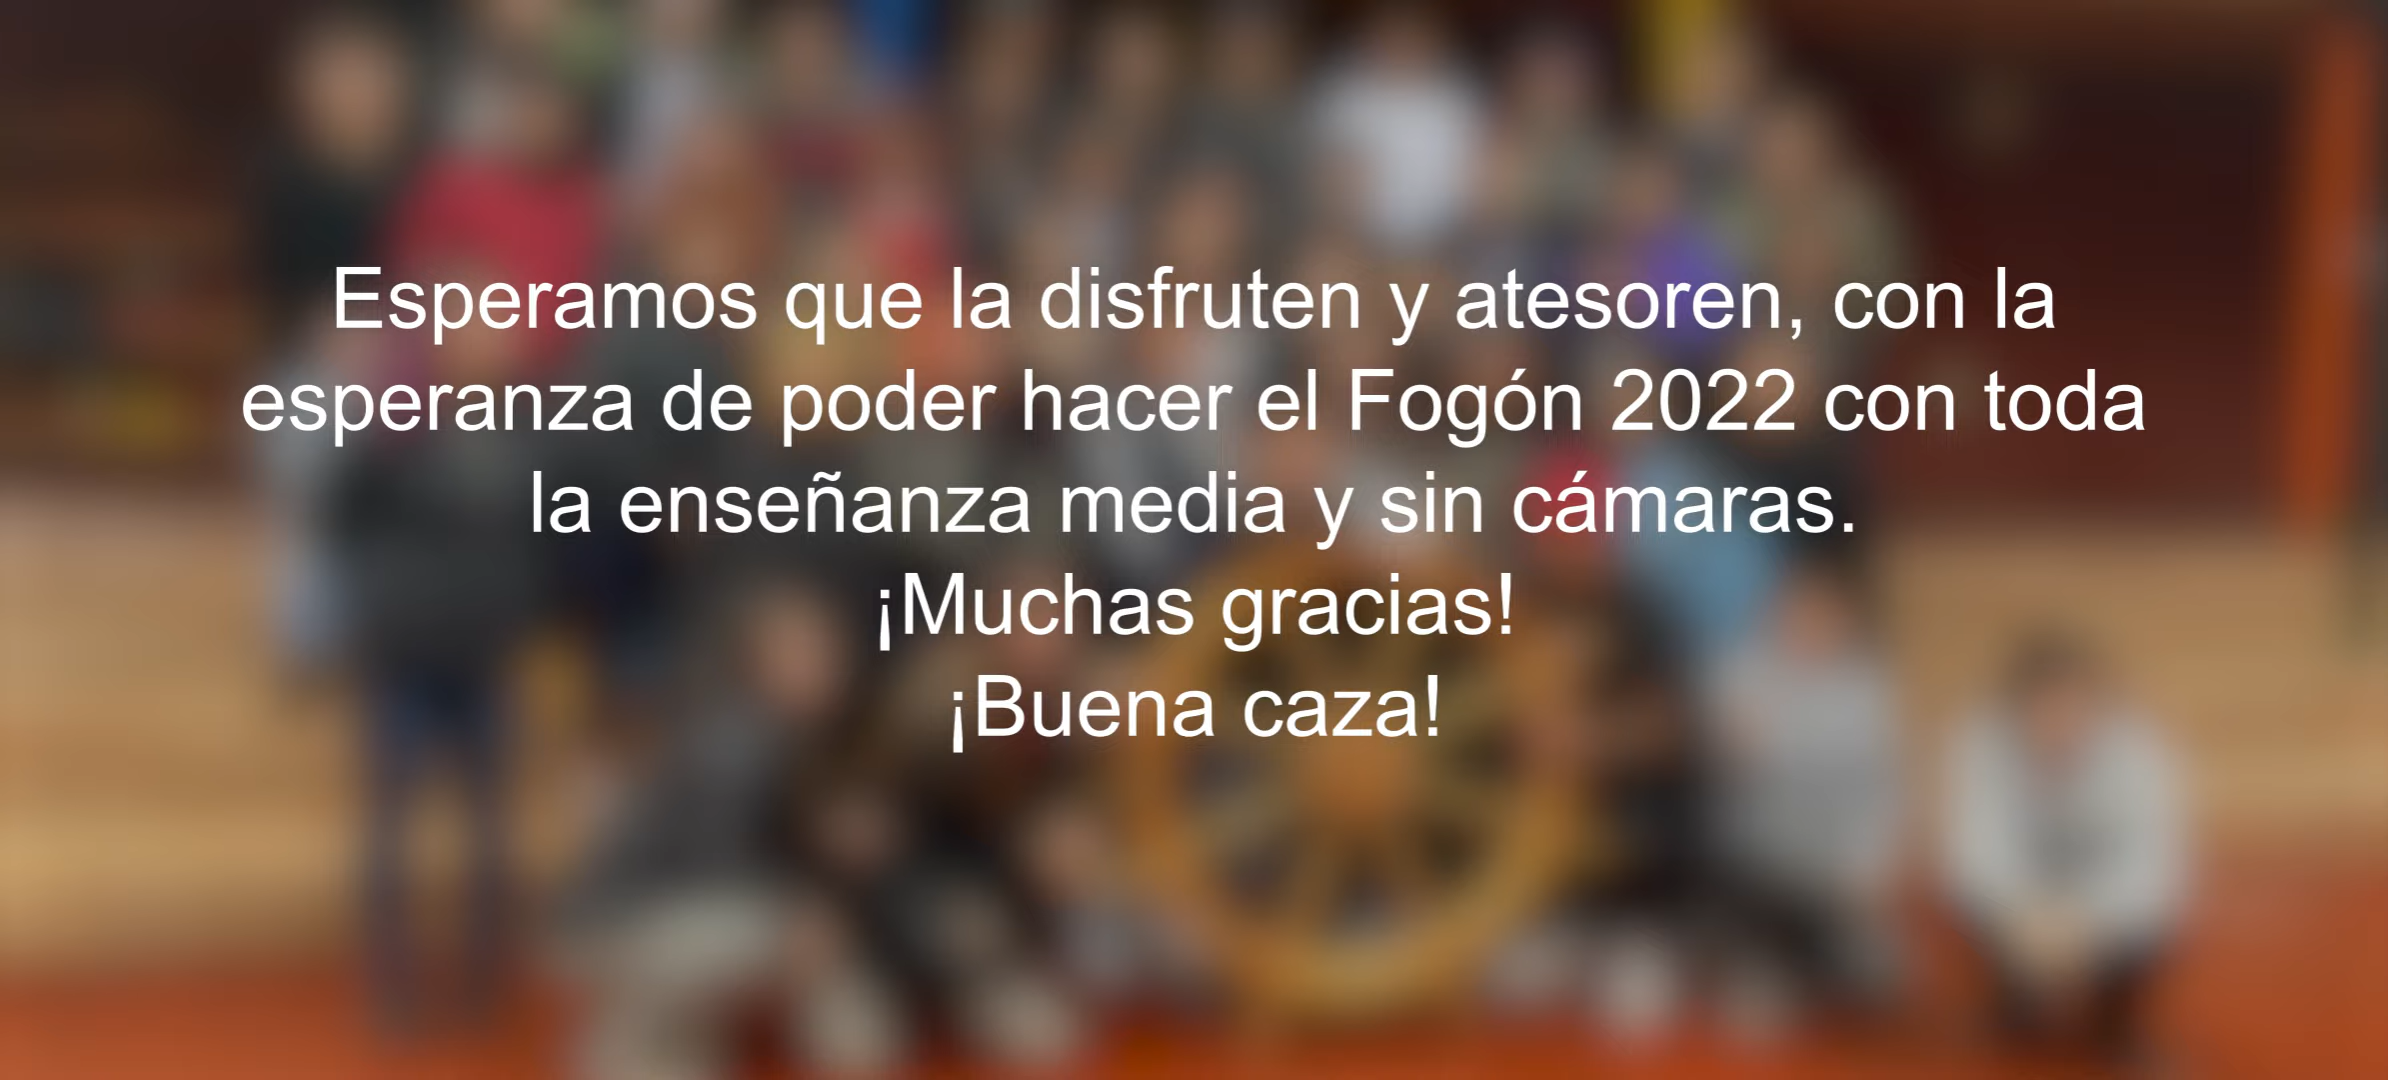 Esperamos que la disfruten y atesoren, con la
esperanza de poder hacer el Fogón 2022 con toda
la enseñanza media y sin cámaras.
¡Muchas gracias!
¡Buena caza!